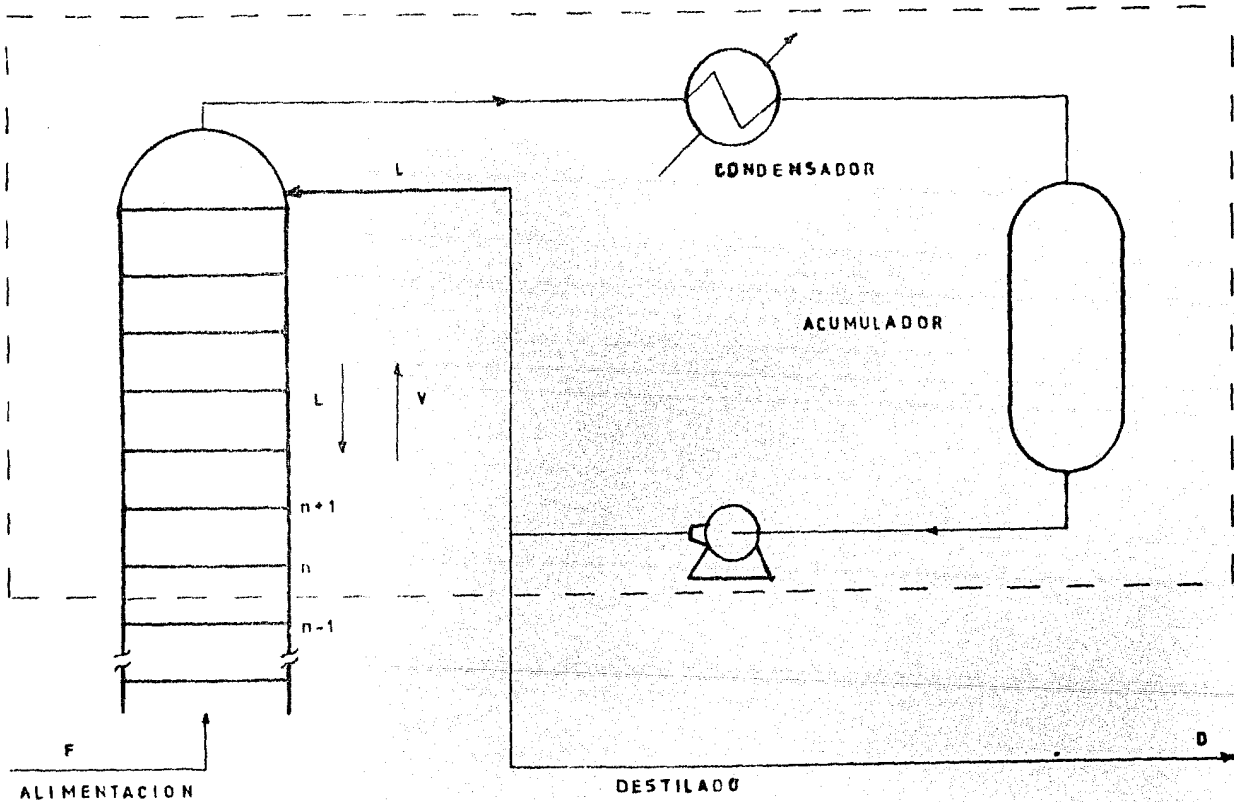 CONDENSADOR
L
ACUMULADOR
L
V
n+1
n
n-1
F
D
ALIMENTACION
DESTILADO